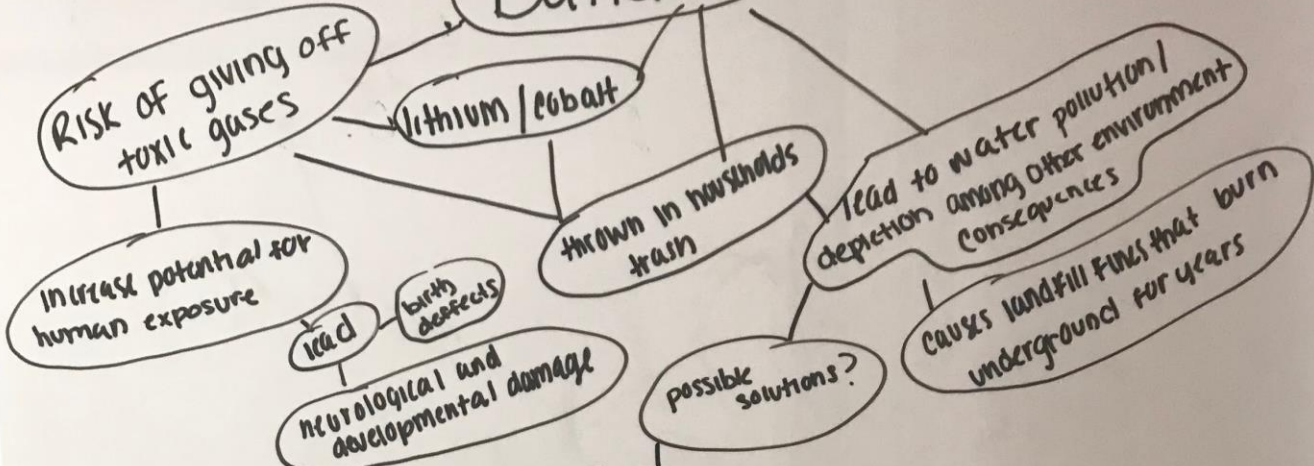 Risk of giving off
toxic gases
lithium/cobalt
thrown in households
trash
lead to water pollution/
depletion among other environment
consequences
Increase potential for
human exposure
lead
birth
deffects
neurological and
developmental damage
possible
solutions?
causes landfill fires that burn
underground for years